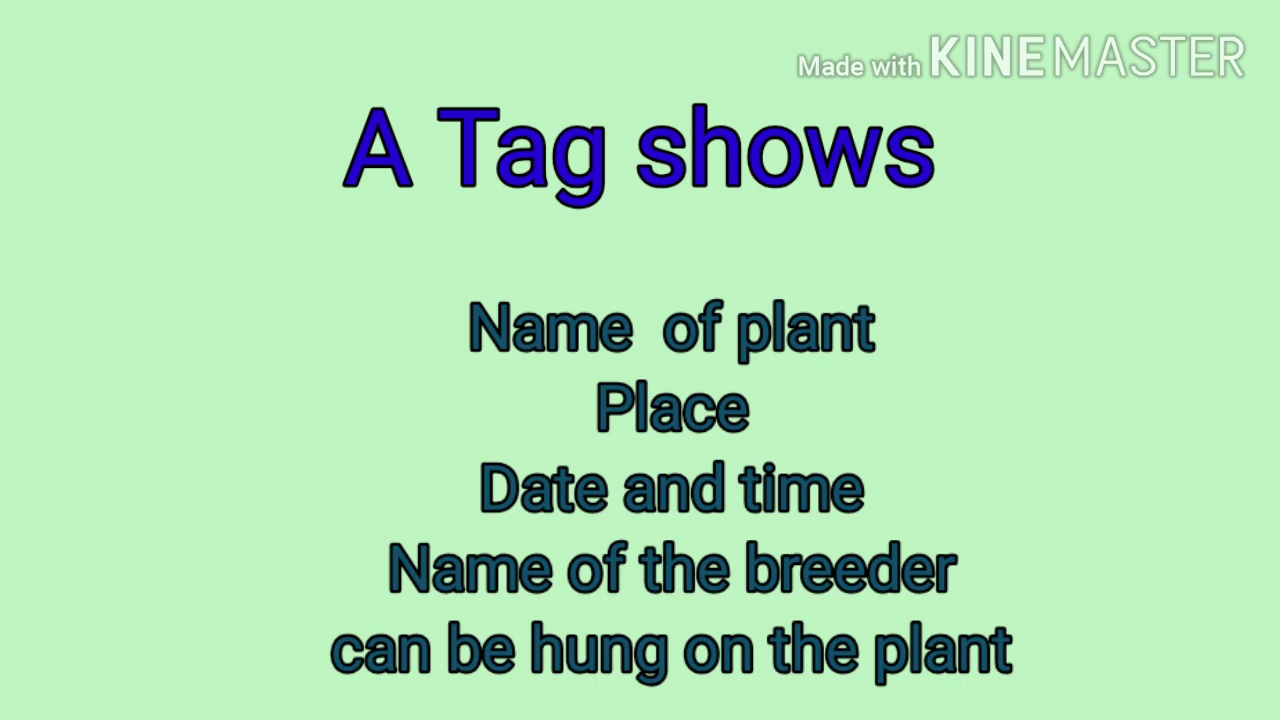 Made with KINEMASTER
A Tag shows
Name of plant
Place
Date and time
Name of the breeder
can be hung on the plant